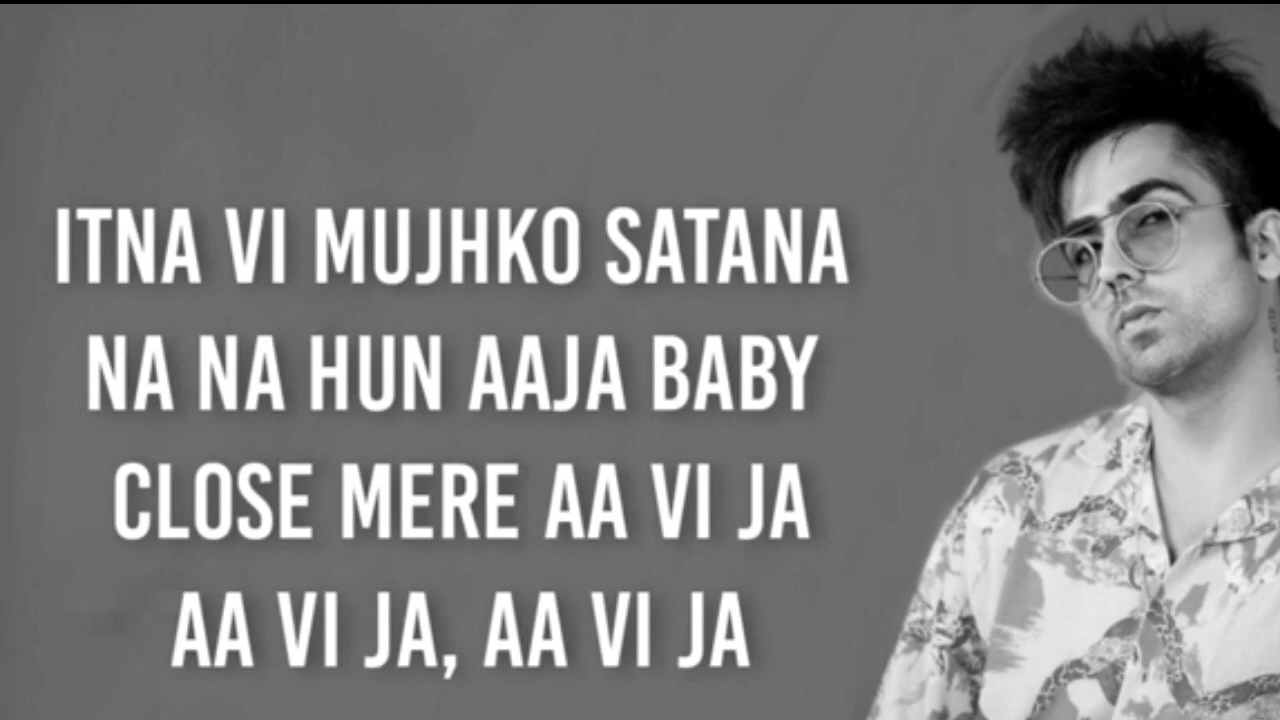 ITNA VI MUJHKO SATANA
NA NA HUN AAJA BABY
CLOSE MERE AA VI JA
AA VI JA, AA VI JA